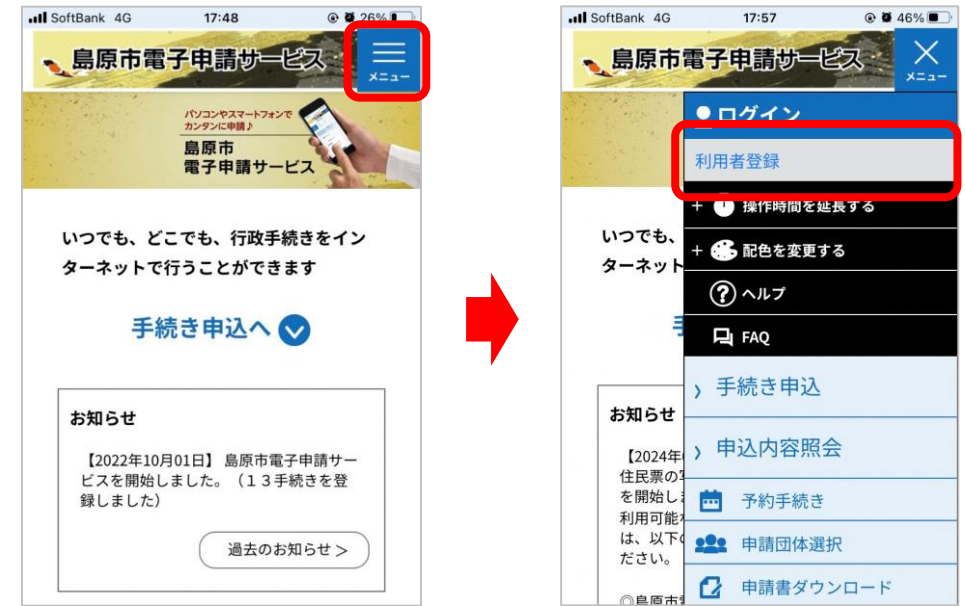 SoftBank 4G 17:48 26%
島原市電子申請サービス
メニュー
パソコンやスマートフォンで
カンタンに申請♪
島原市
電子申請サービス
いつでも、どこでも、行政手続きをイン
ターネットで行うことができます
手続き申込へ
お知らせ
【2022年10月01日】 島原市電子申請サー
ビスを開始しました。（１３手続きを登
録しました）
過去のお知らせ >
SoftBank 4G 17:57 46%
島原市電子申請サービス
メニュー
ログイン
利用者登録
+ 操作時間を延長する
+ 配色を変更する
ヘルプ
FAQ
手続き申込
申込内容照会
予約手続き
申請団体選択
申請書ダウンロード
いつでも、
ターネット
お知らせ
【2024年
住民票の
を開始し
利用可能
は、以下
ださい。
◎島原市